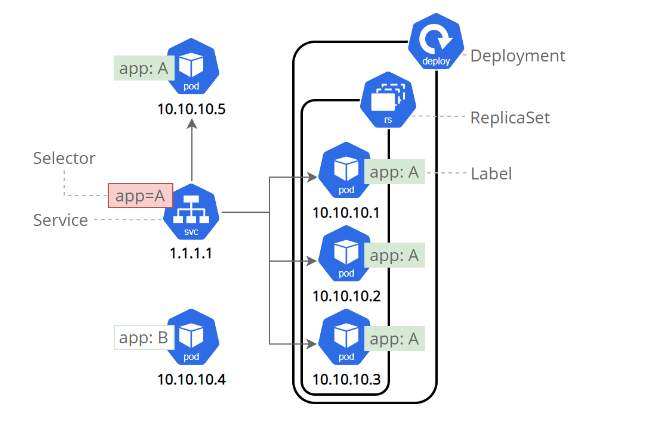 deploy
Deployment
app: A
pod
10.10.10.5
rs
ReplicaSet
Selector
app=A
Service
svc
1.1.1.1
pod
app: A
Label
10.10.10.1
pod
app: A
10.10.10.2
app: B
pod
10.10.10.4
pod
app: A
10.10.10.3